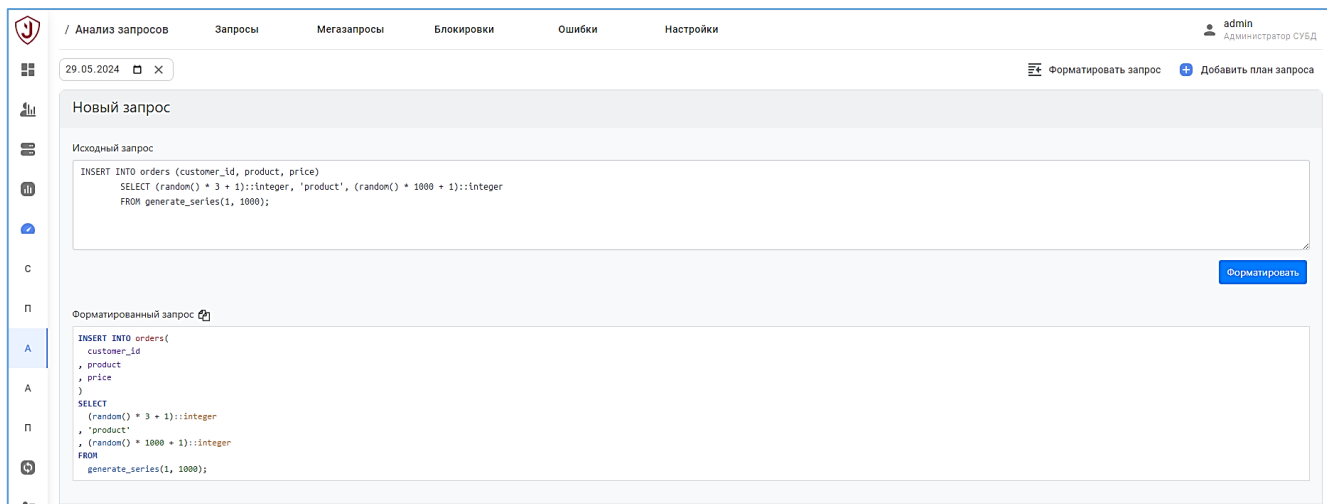 / Анализ запросов Запросы Мегазапросы Блокировки Ошибки Настройки admin
Администратор СУБД
29.05.2024 Форматировать запрос Добавить план запроса
Новый запрос
Исходный запрос
INSERT INTO orders (customer_id, product, price)
SELECT (random() * 3 + 1)::integer, 'product', (random() * 1000 + 1)::integer
FROM generate_series(1, 1000);
Форматировать
Форматированный запрос
INSERT INTO orders(
customer_id
, product
, price
)
SELECT
(random() * 3 + 1)::integer
, 'product'
, (random() * 1000 + 1)::integer
FROM
generate_series(1, 1000);
J
С
П
А
А
П